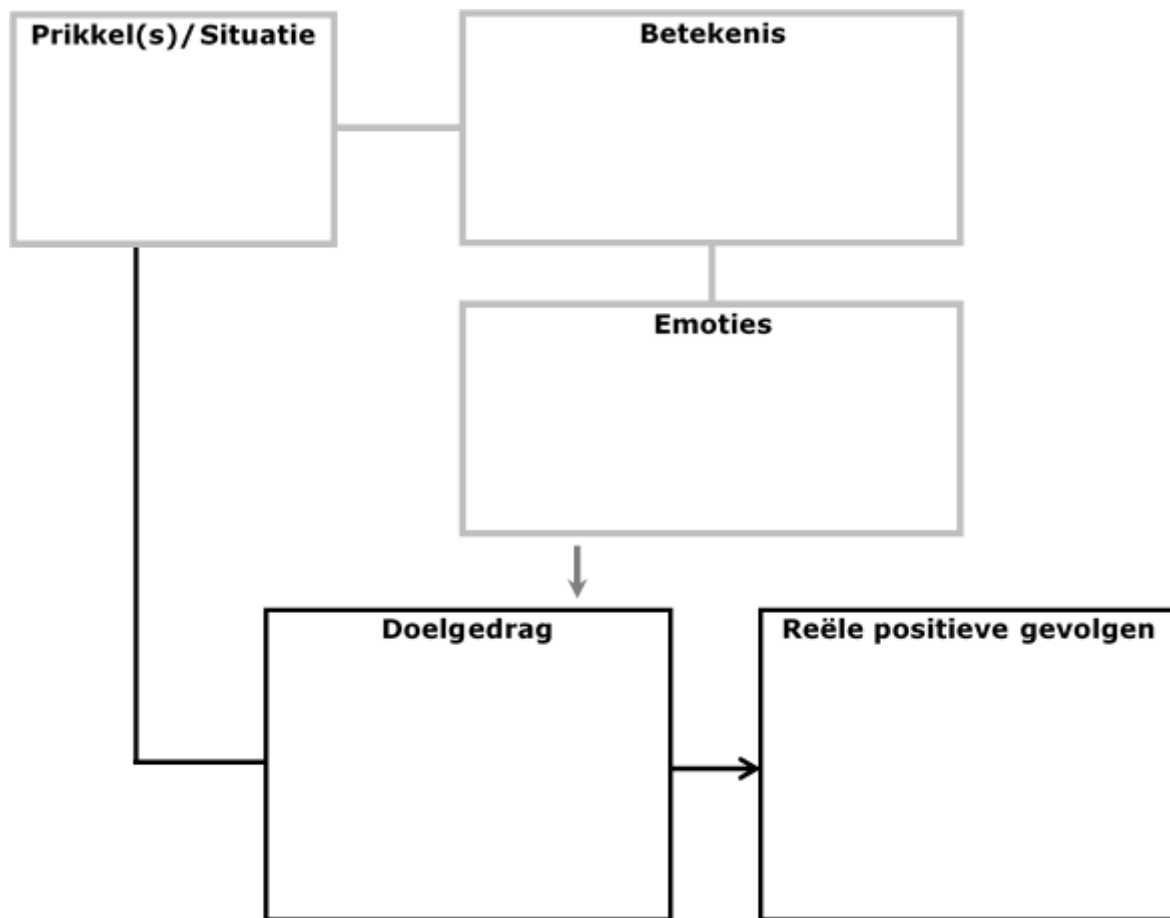 Prikkel(s)/Situatie
Betekenis
Emoties
Doelgedrag
Reële positieve gevolgen